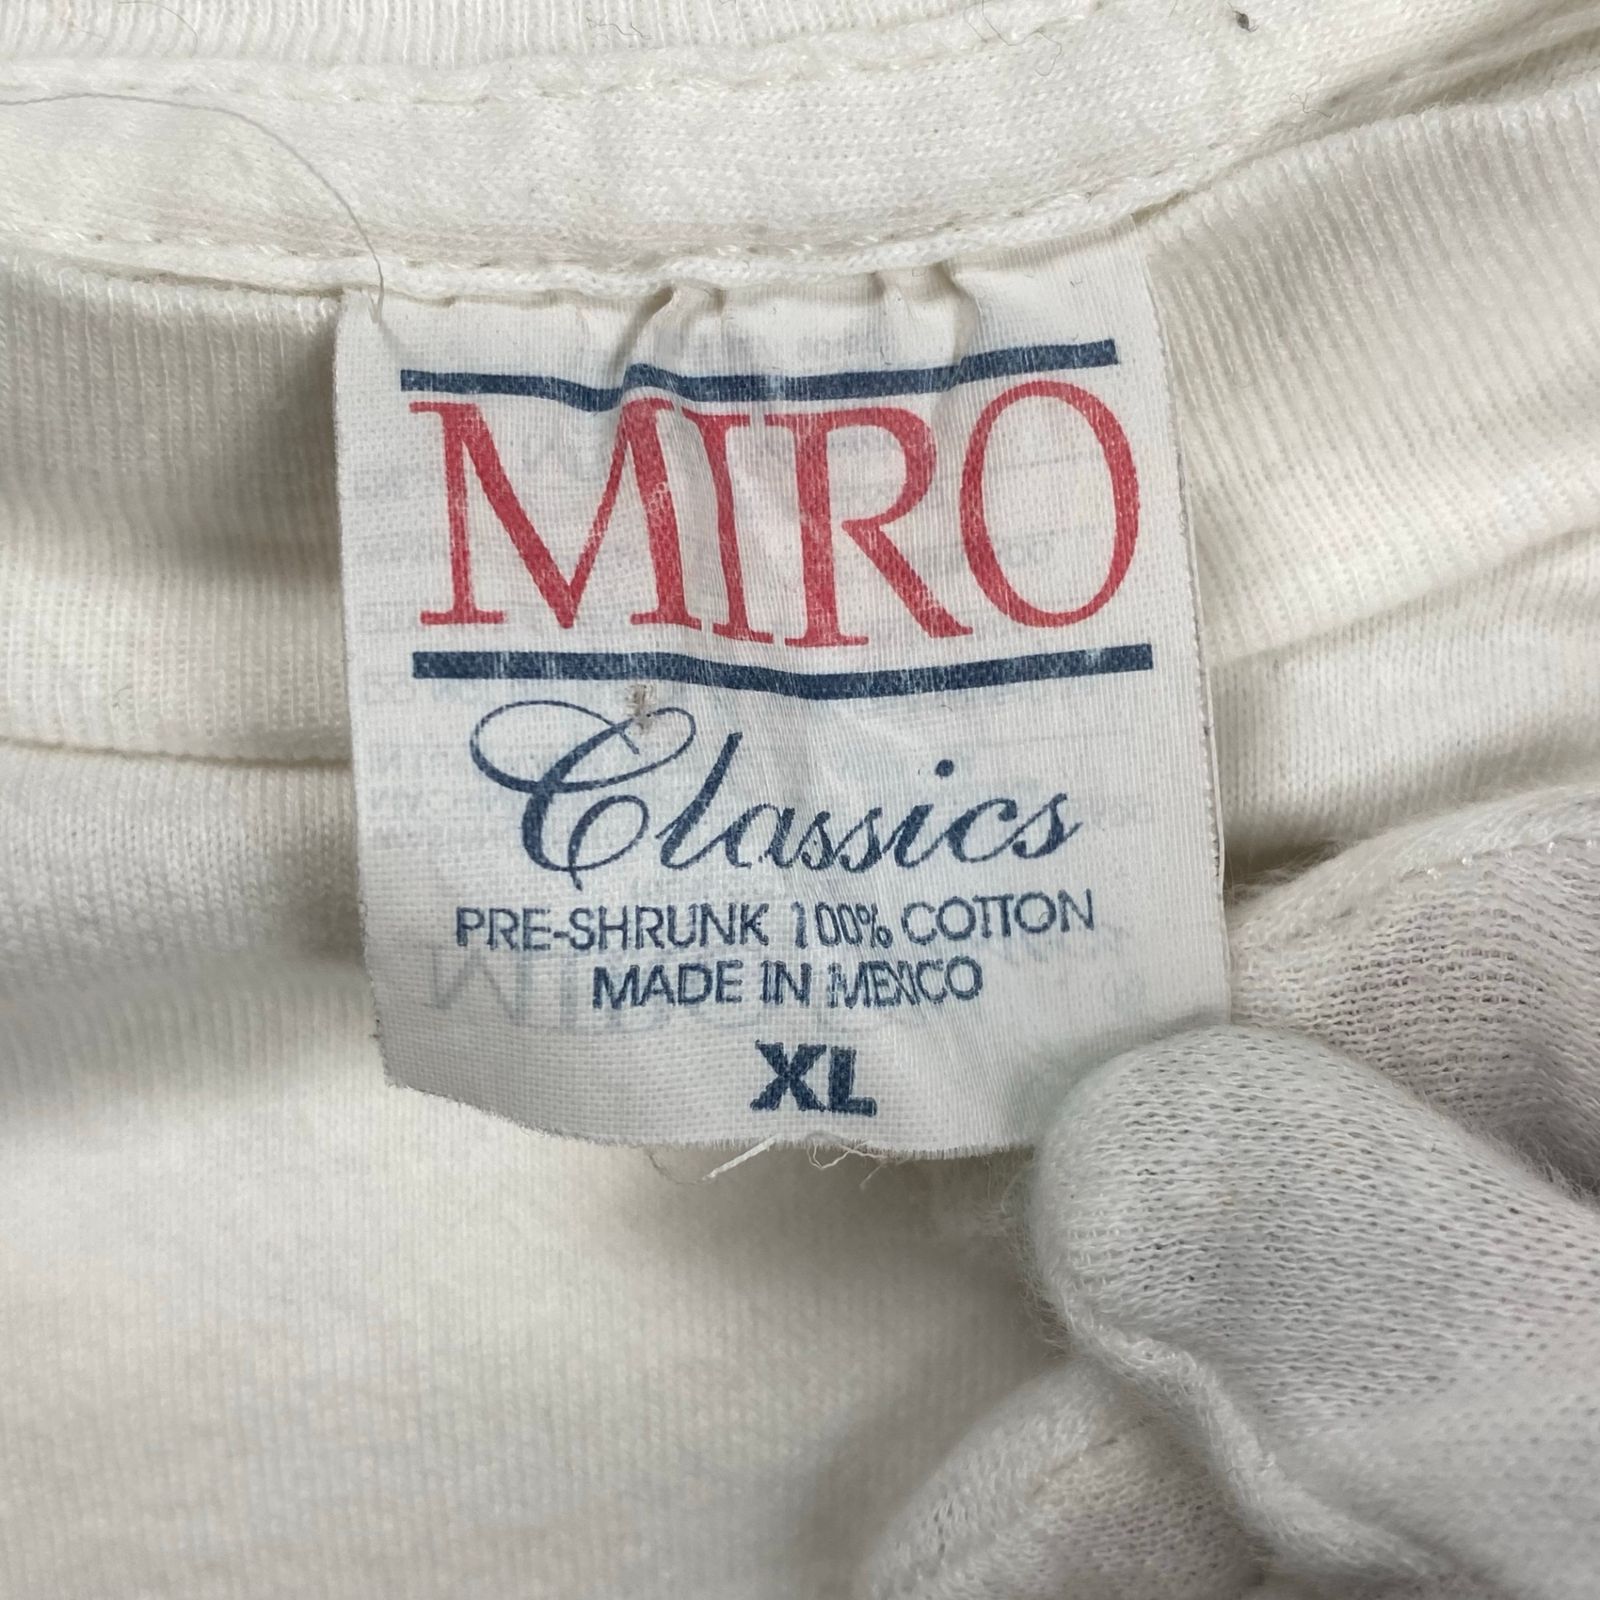 MIRO
Classics
PRE-SHRUNK 100% COTTON
MADE IN MEXICO
XL